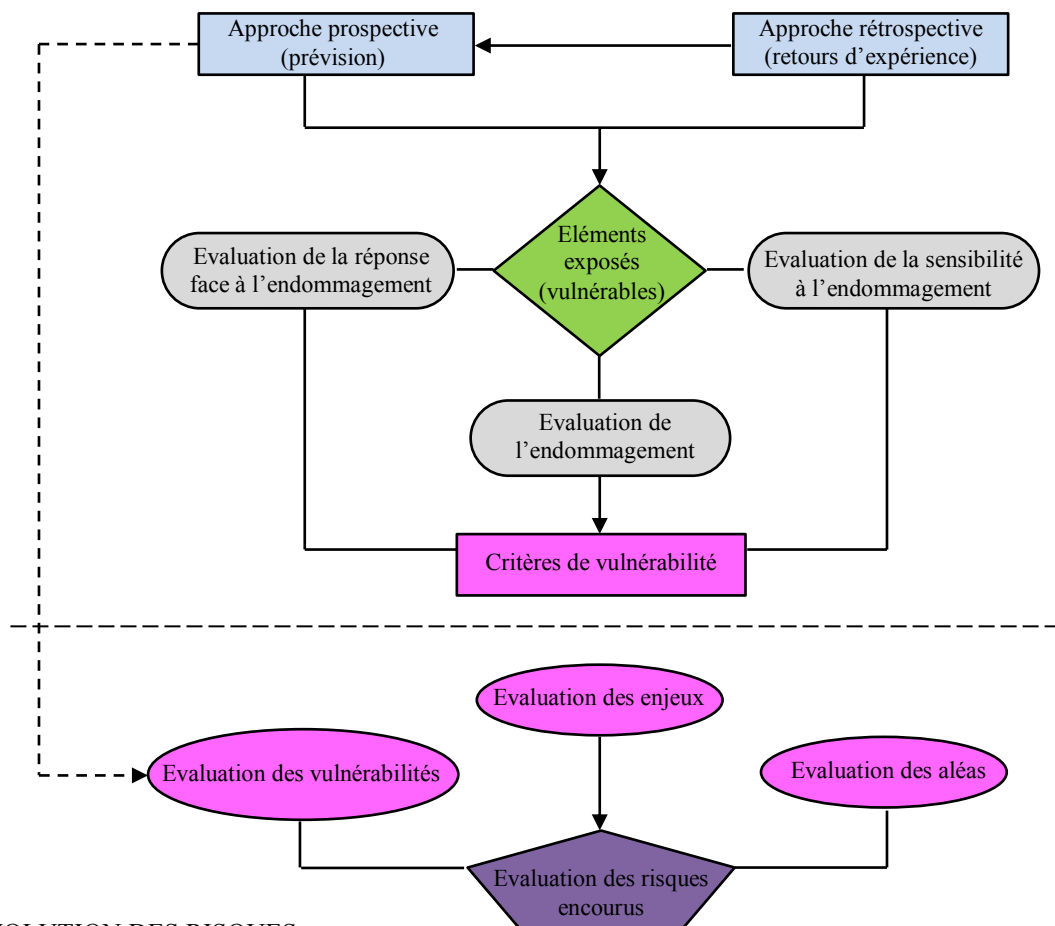 Approche prospective
(prévision)
Approche rétrospective
(retours d’expérience)
Eléments
exposés
(vulnérables)
Evaluation de la réponse
face à l’endommagement
Evaluation de la sensibilité
à l’endommagement
Evaluation de
l’endommagement
Critères de vulnérabilité
Evaluation des enjeux
Evaluation des vulnérabilités
Evaluation des aléas
Evaluation des risques
encourus
DES RISQUES